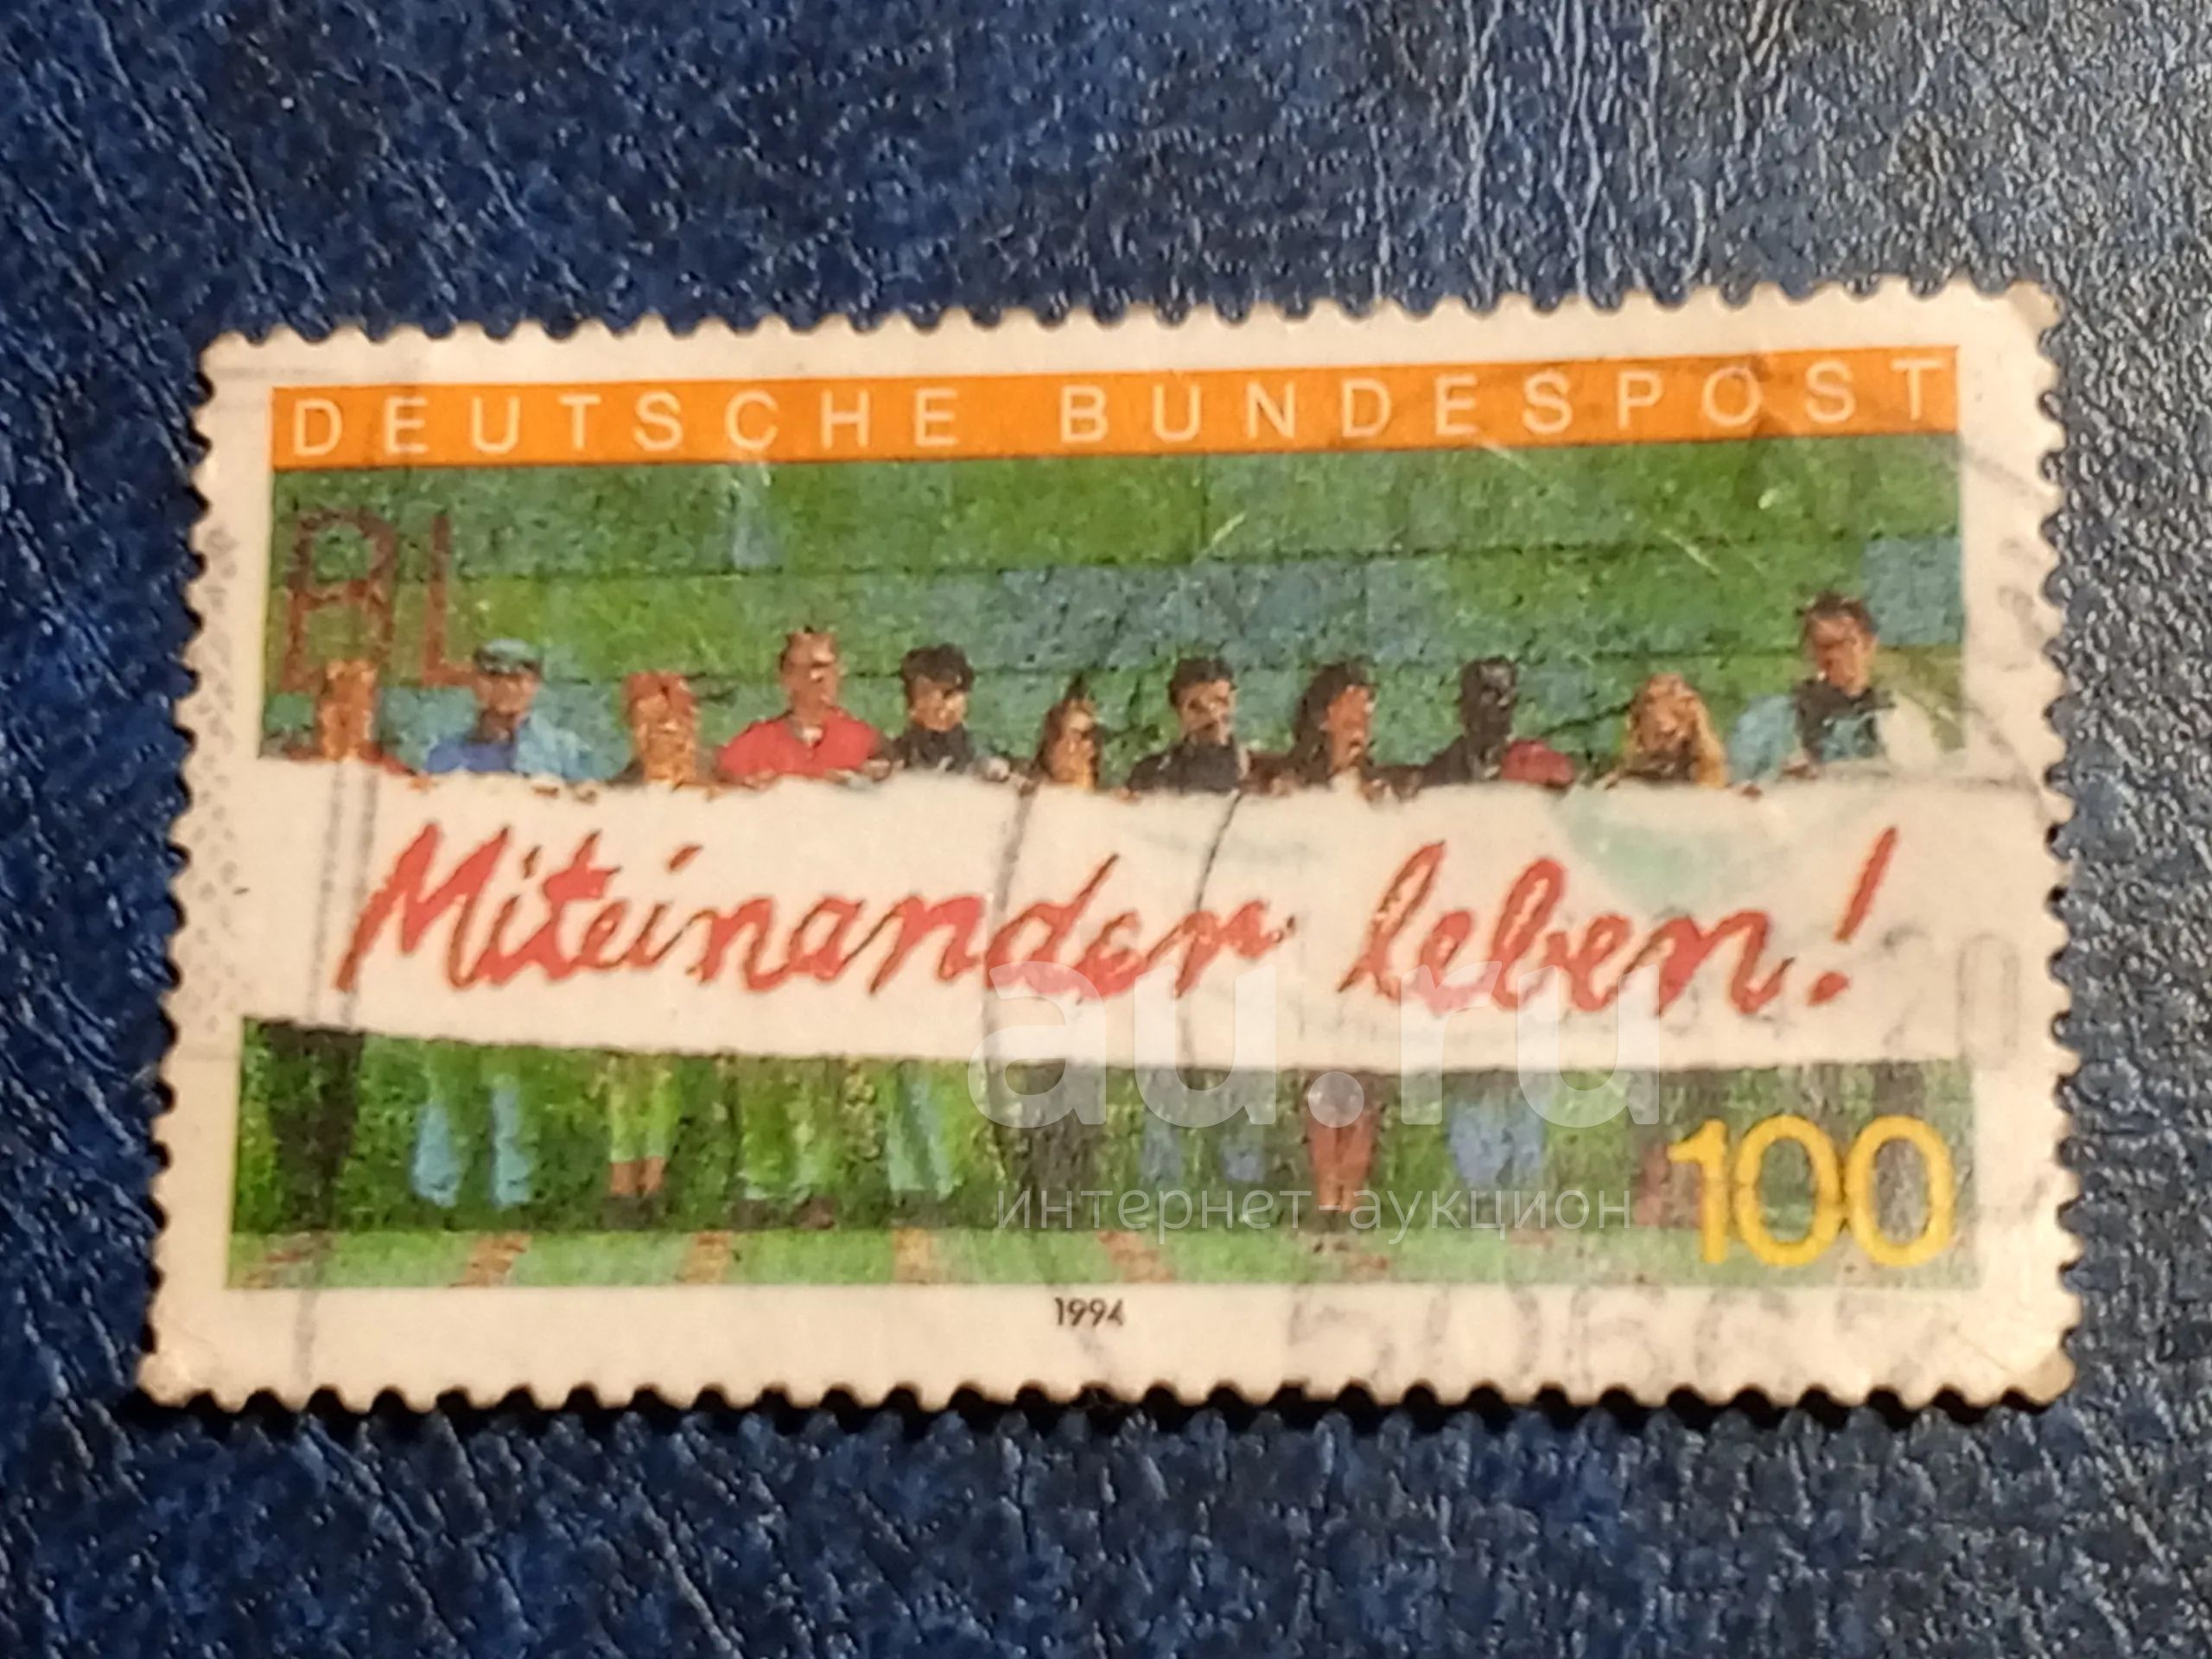 DEUTSCHE BUNDESPOST
Miteinander leben!
au.ru
интернет аукцион
100
1994